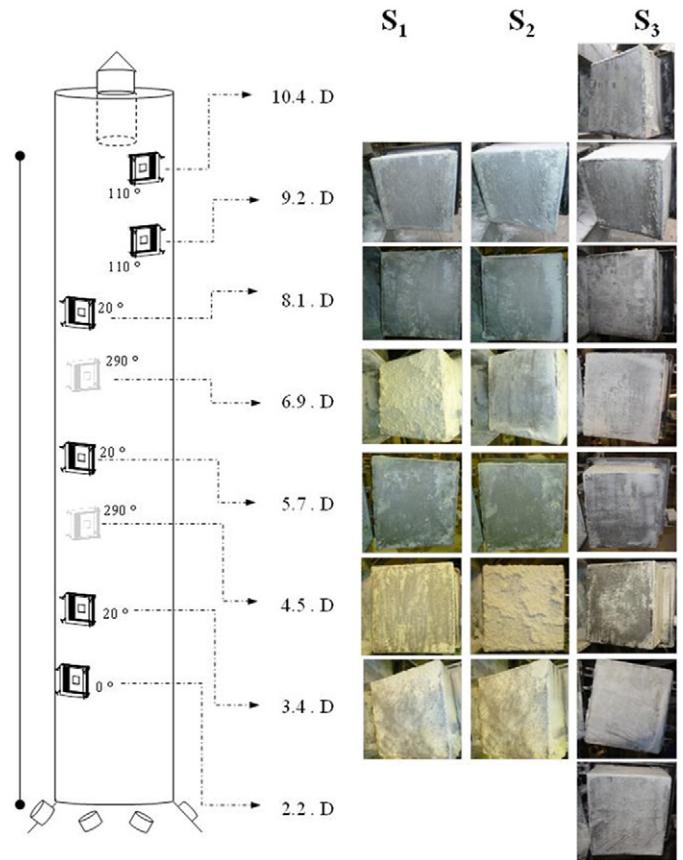 S1 S2 S3
10.4 . D
110 °
9.2 . D
110 °
8.1 . D
20 °
290 °
6.9 . D
20 °
5.7 . D
290 °
4.5 . D
20 °
3.4 . D
0 °
2.2 . D